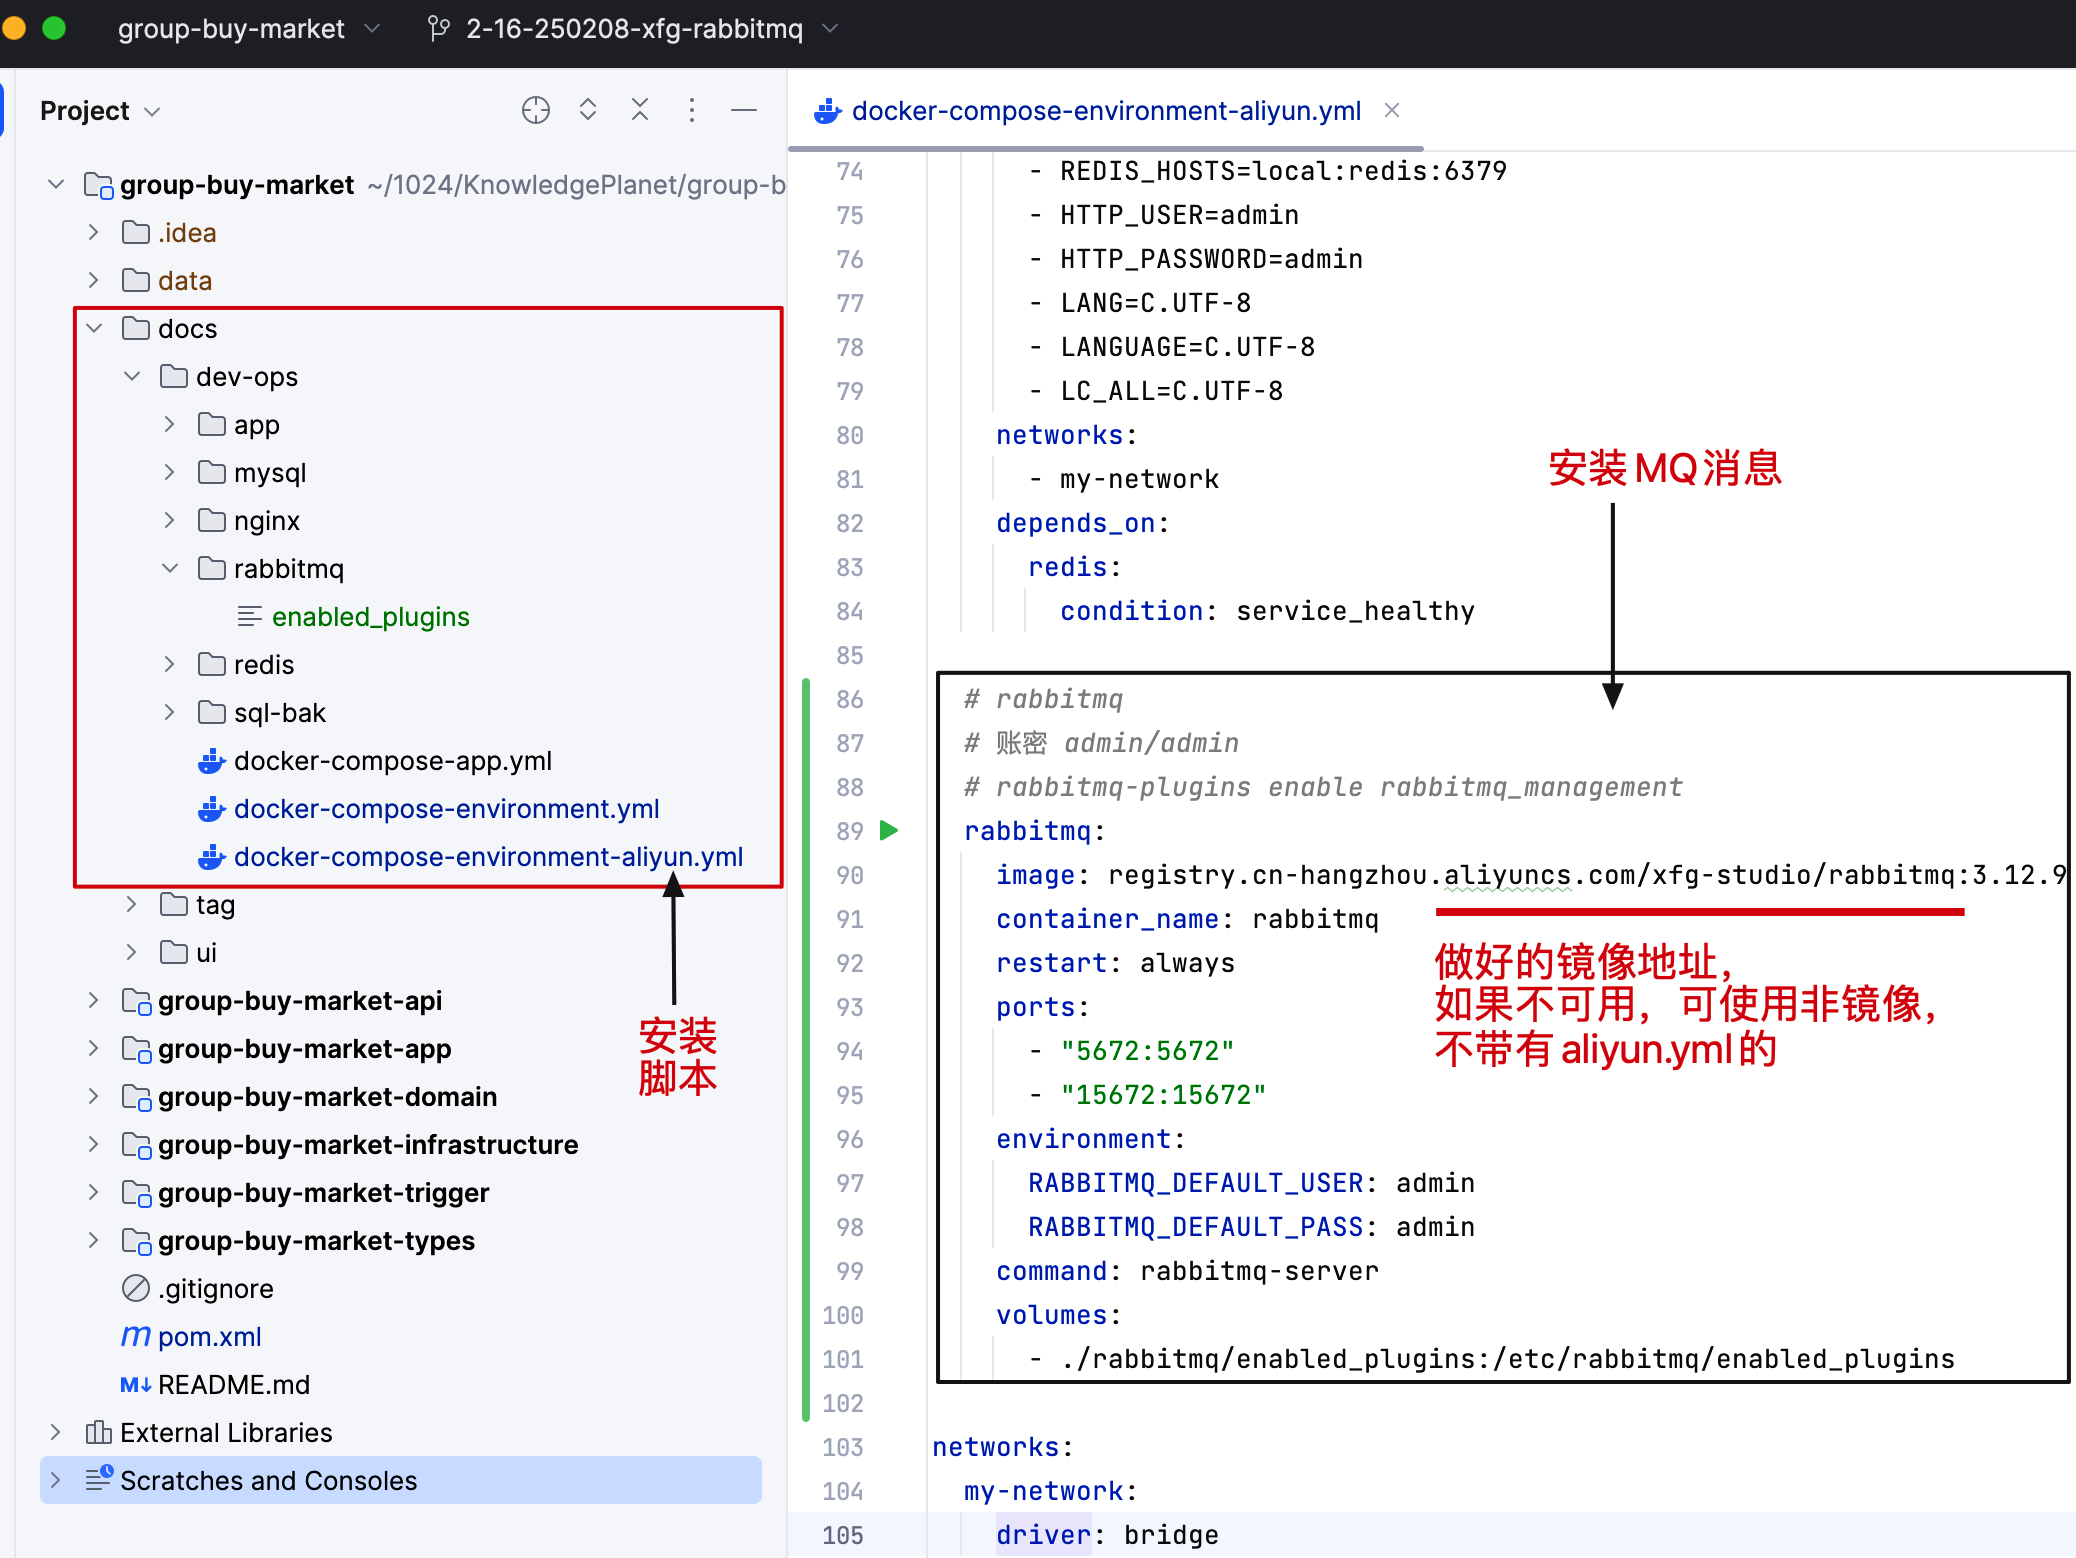 group-buy-market
2-16-250208-xfg-rabbitmq
Project
group-buy-market ~/1024/KnowledgePlanet/group-b
.idea
data
docs
dev-ops
app
mysql
nginx
rabbitmq
enabled_plugins
redis
sql-bak
docker-compose-app.yml
docker-compose-environment.yml
docker-compose-environment-aliyun.yml
tag
ui
group-buy-market-api
group-buy-market-app
group-buy-market-domain
group-buy-market-infrastructure
group-buy-market-trigger
group-buy-market-types
.gitignore
m pom.xml
M↓ README.md
External Libraries
Scratches and Consoles
安装
脚本
docker-compose-environment-aliyun.yml
74 - REDIS_HOSTS=local:redis:6379
75 - HTTP_USER=admin
76 - HTTP_PASSWORD=admin
77 - LANG=C.UTF-8
78 - LANGUAGE=C.UTF-8
79 - LC_ALL=C.UTF-8
80 networks:
81 - my-network
82 depends_on:
83 redis:
84 condition: service_healthy
85
安装MQ消息
86 # rabbitmq
87 # 账密 admin/admin
88 # rabbitmq-plugins enable rabbitmq_management
89 rabbitmq:
90 image: registry.cn-hangzhou.aliyuncs.com/xfg-studio/rabbitmq:3.12.9
91 container_name: rabbitmq
92 restart: always
93 ports:
94 - "5672:5672"
95 - "15672:15672"
96 environment:
97 RABBITMQ_DEFAULT_USER: admin
98 RABBITMQ_DEFAULT_PASS: admin
99 command: rabbitmq-server
100 volumes:
101 - ./rabbitmq/enabled_plugins:/etc/rabbitmq/enabled_plugins
102
103 networks:
104 my-network:
105 driver: bridge
做好的镜像地址，
如果不可用，可使用非镜像，
不带有aliyun.yml的